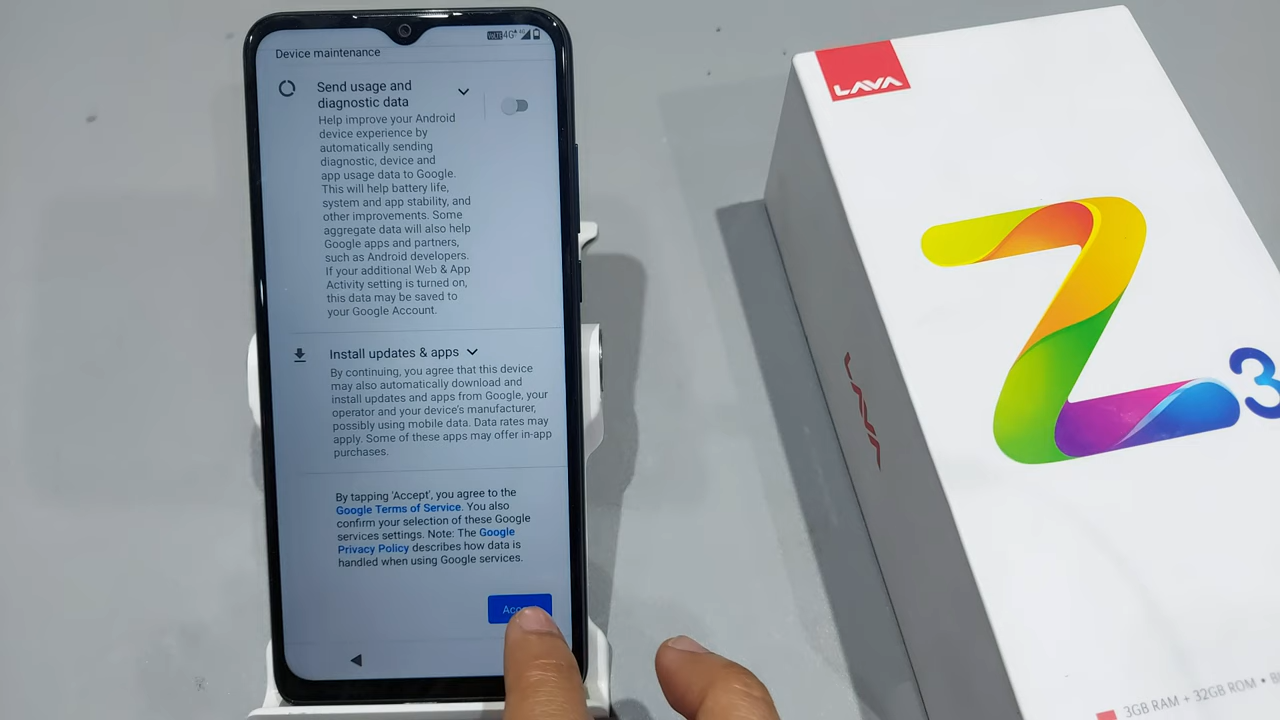 VoLTE 4G+ 4G
Device maintenance
Send usage and
diagnostic data
Help improve your Android
device experience by
automatically sending
diagnostic, device and
app usage data to Google.
This will help battery life,
system and app stability, and
other improvements. Some
aggregate data will also help
Google apps and partners,
such as Android developers.
If your additional Web & App
Activity setting is turned on,
this data may be saved to
your Google Account.
Install updates & apps
By continuing, you agree that this device
may also automatically download and
install updates and apps from Google, your
operator and your device's manufacturer,
possibly using mobile data. Data rates may
apply. Some of these apps may offer in-app
purchases.
By tapping 'Accept', you agree to the
Google Terms of Service. You also
confirm your selection of these Google
services settings. Note: The Google
Privacy Policy describes how data is
handled when using Google services.
LAVA
LAVA
Z3
3GB RAM + 32GB ROM •